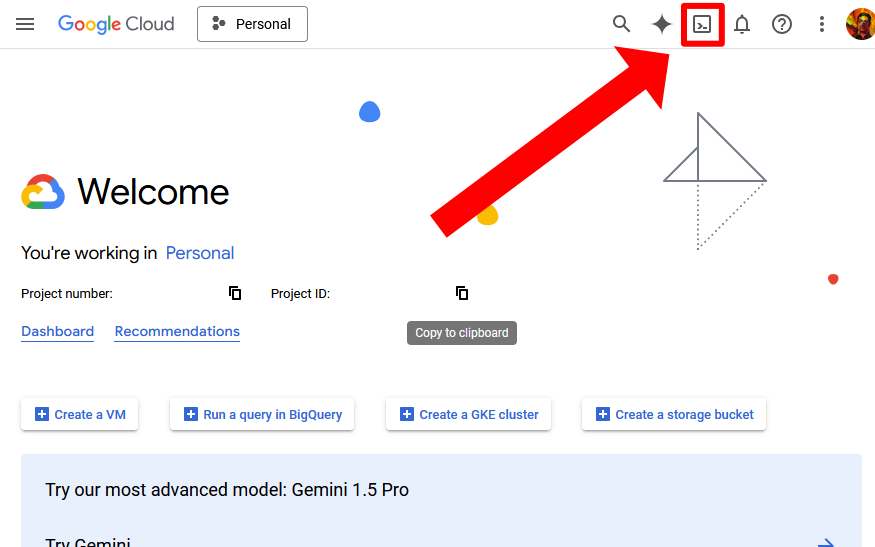 Google Cloud Personal
Welcome
You're working in Personal
Project number: Project ID:
Dashboard Recommendations
Copy to clipboard
Create a VM Run a query in BigQuery Create a GKE cluster Create a storage bucket
Try our most advanced model: Gemini 1.5 Pro
Try Gemini